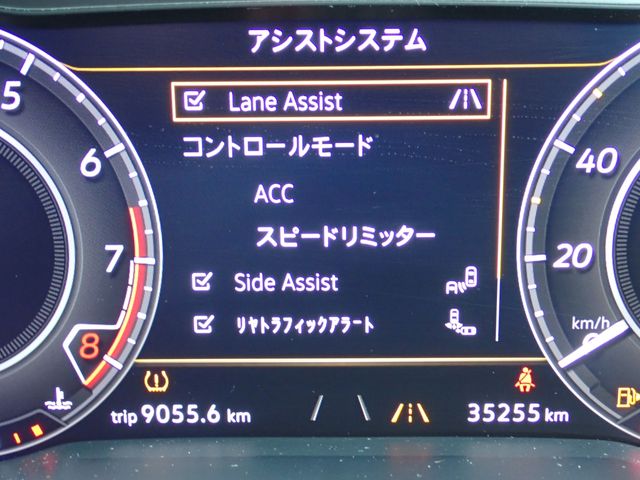 アシストシステム
Lane Assist
コントロールモード
ACC
スピードリミッター
Side Assist
ﾘﾔﾄﾗﾌｨｯｸｱﾗｰﾄ
5
6
7
8
40
20
km/h
trip 9055.6 km
35255 km